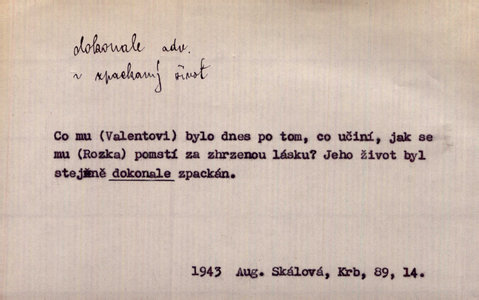 dokonale adv.
v zpackaný život
Co mu (Valentovi) bylo dnes po tom, co učiní, jak se
mu (Rozka) pomstí za zhrzenou lásku? Jeho život byl
stejně dokonale zpackán.
1943 Aug. Skálová, Krb, 89, 14.